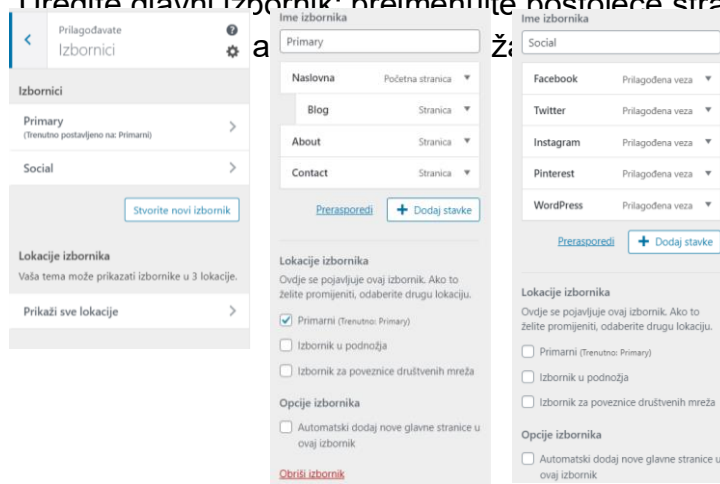 Uredite glavni izbornik: preimenujte postojeće stra
a
ža
Prilagođavate
Izbornici
Izbornici
Primary
(Trenutno postavljeno na: Primarni)
Social
Stvorite novi izbornik
Lokacije izbornika
Vaša tema može prikazati izbornike u 3 lokacije.
Prikaži sve lokacije
Ime izbornika
Primary
Naslovna Početna stranica
Blog Stranica
About Stranica
Contact Stranica
Prerasporedi + Dodaj stavke
Lokacije izbornika
Ovdje se pojavljuje ovaj izbornik. Ako to
želite promijeniti, odaberite drugu lokaciju.
Primarni (Trenutno: Primary)
Izbornik u podnožja
Izbornik za poveznice društvenih mreža
Opcije izbornika
Automatski dodaj nove glavne stranice u
ovaj izbornik
Obriši izbornik
Ime izbornika
Social
Facebook Prilagođena veza
Twitter Prilagođena veza
Instagram Prilagođena veza
Pinterest Prilagođena veza
WordPress Prilagođena veza
Prerasporedi + Dodaj stavke
Lokacije izbornika
Ovdje se pojavljuje ovaj izbornik. Ako to
želite promijeniti, odaberite drugu lokaciju.
Primarni (Trenutno: Primary)
Izbornik u podnožja
Izbornik za poveznice društvenih mreža
Opcije izbornika
Automatski dodaj nove glavne stranice u
ovaj izbornik